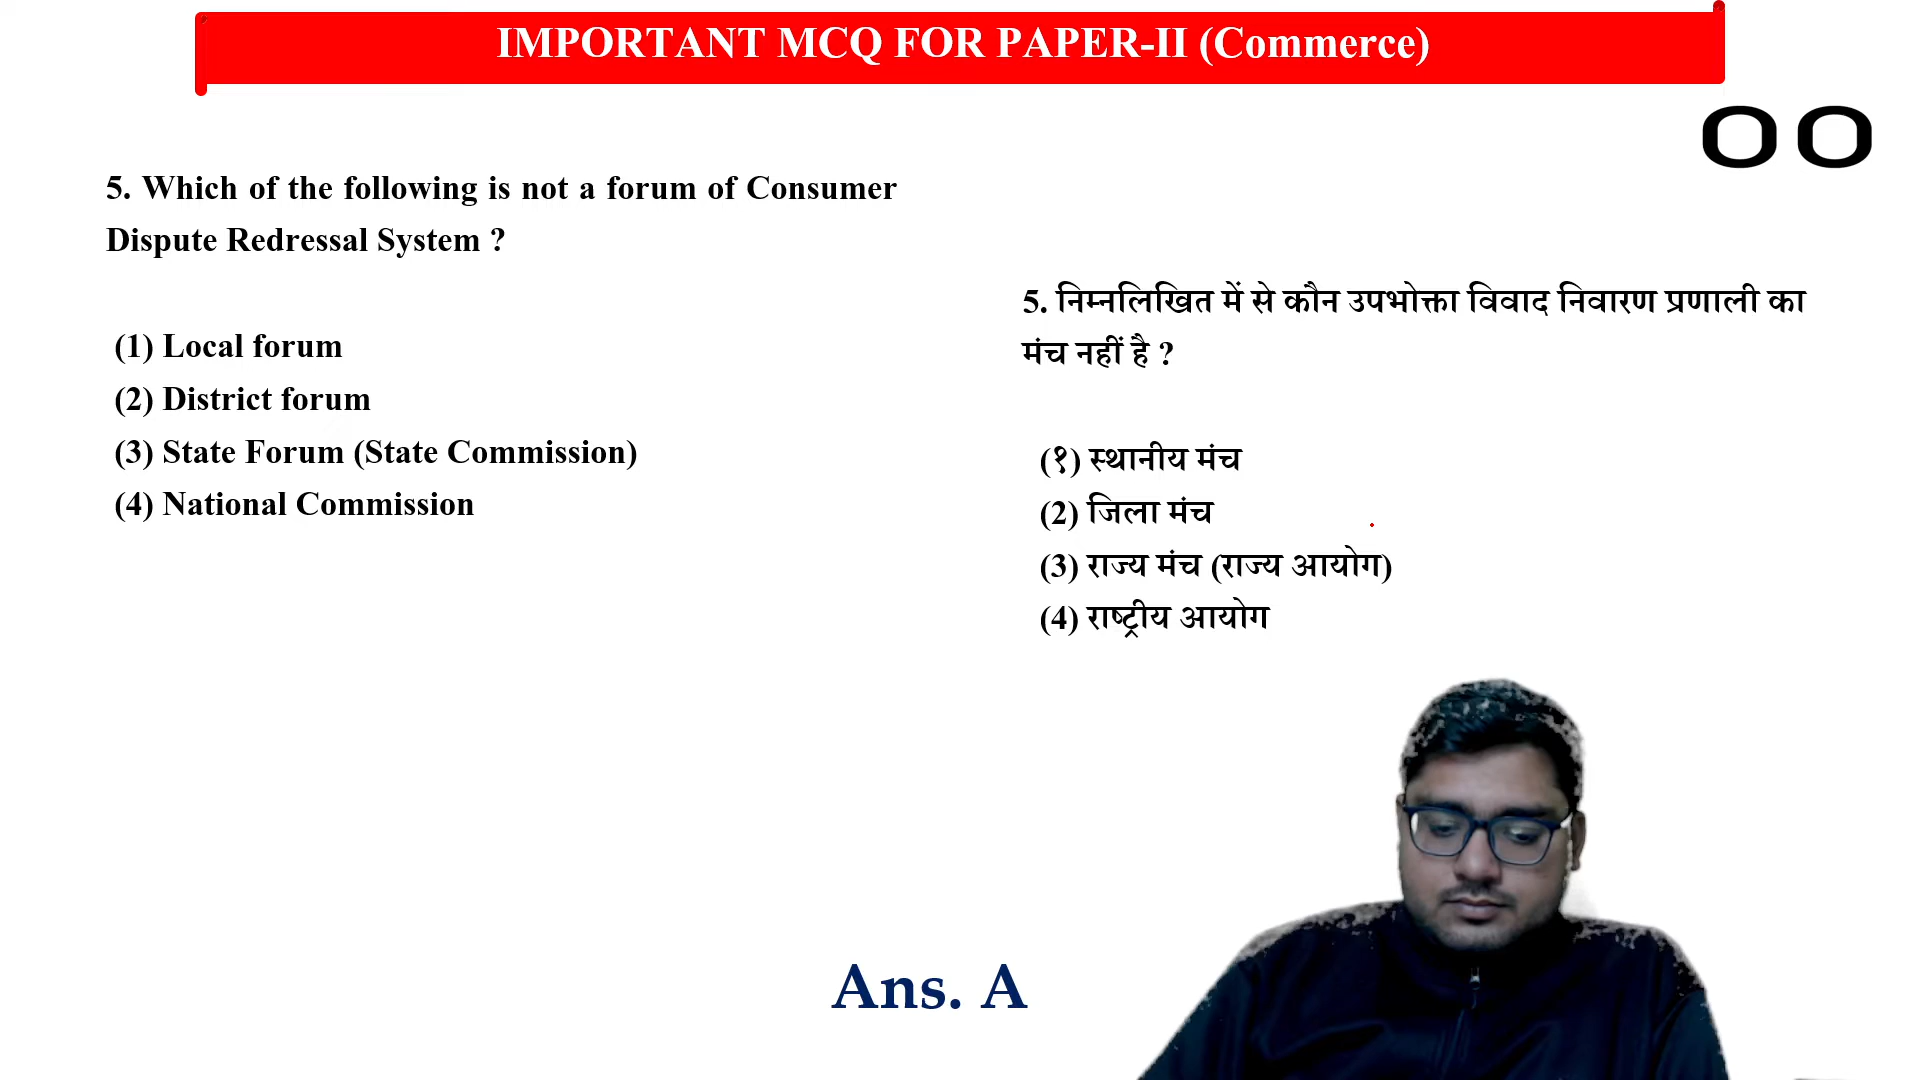 IMPORTANT MCQ FOR PAPER-II (Commerce)
00
5. Which of the following is not a forum of Consumer
Dispute Redressal System ?
(1) Local forum
(2) District forum
(3) State Forum (State Commission)
(4) National Commission
5. निम्नलिखित में से कौन उपभोक्ता विवाद निवारण प्रणाली का
मंच नहीं है ?
(१) स्थानीय मंच
(2) जिला मंच
(3) राज्य मंच (राज्य आयोग)
(4) राष्ट्रीय आयोग
Ans. A